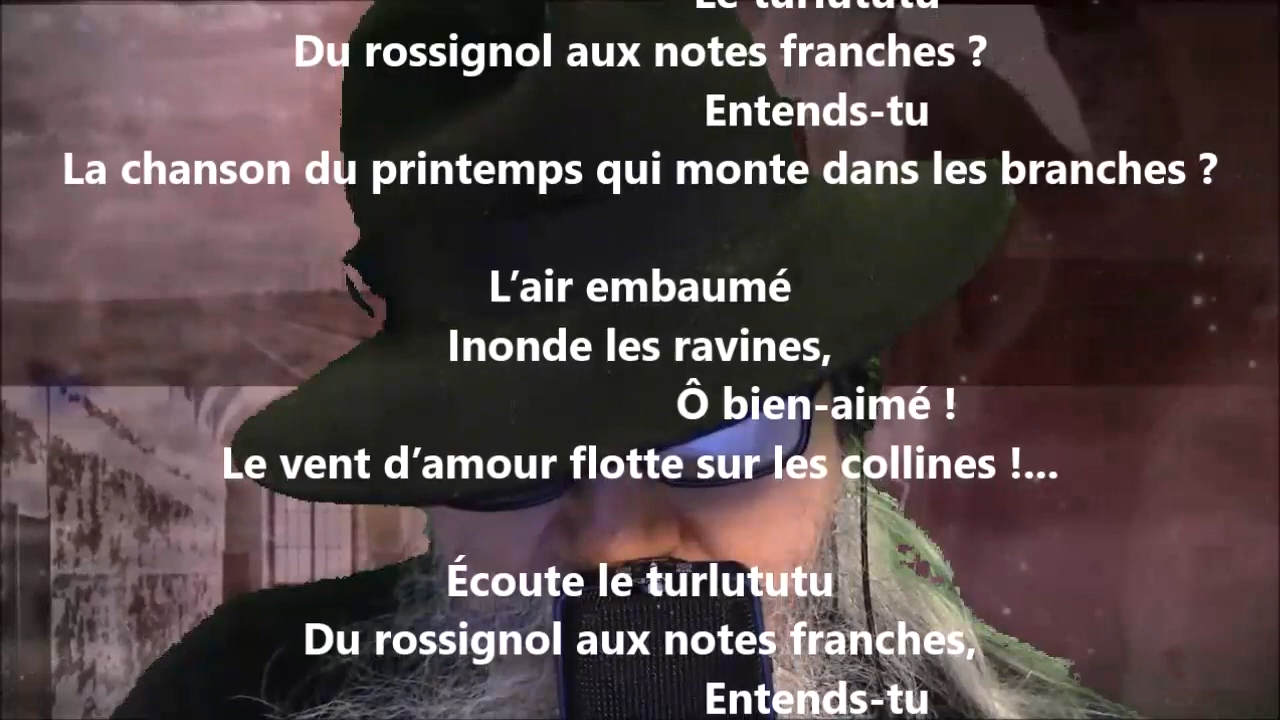 Le turlututu
Du rossignol aux notes franches ?
Entends-tu
La chanson du printemps qui monte dans les branches ?
L’air embaumé
Inonde les ravines,
Ô bien-aimé !
Le vent d’amour flotte sur les collines !...
Écoute le turlututu
Du rossignol aux notes franches,
Entends-tu